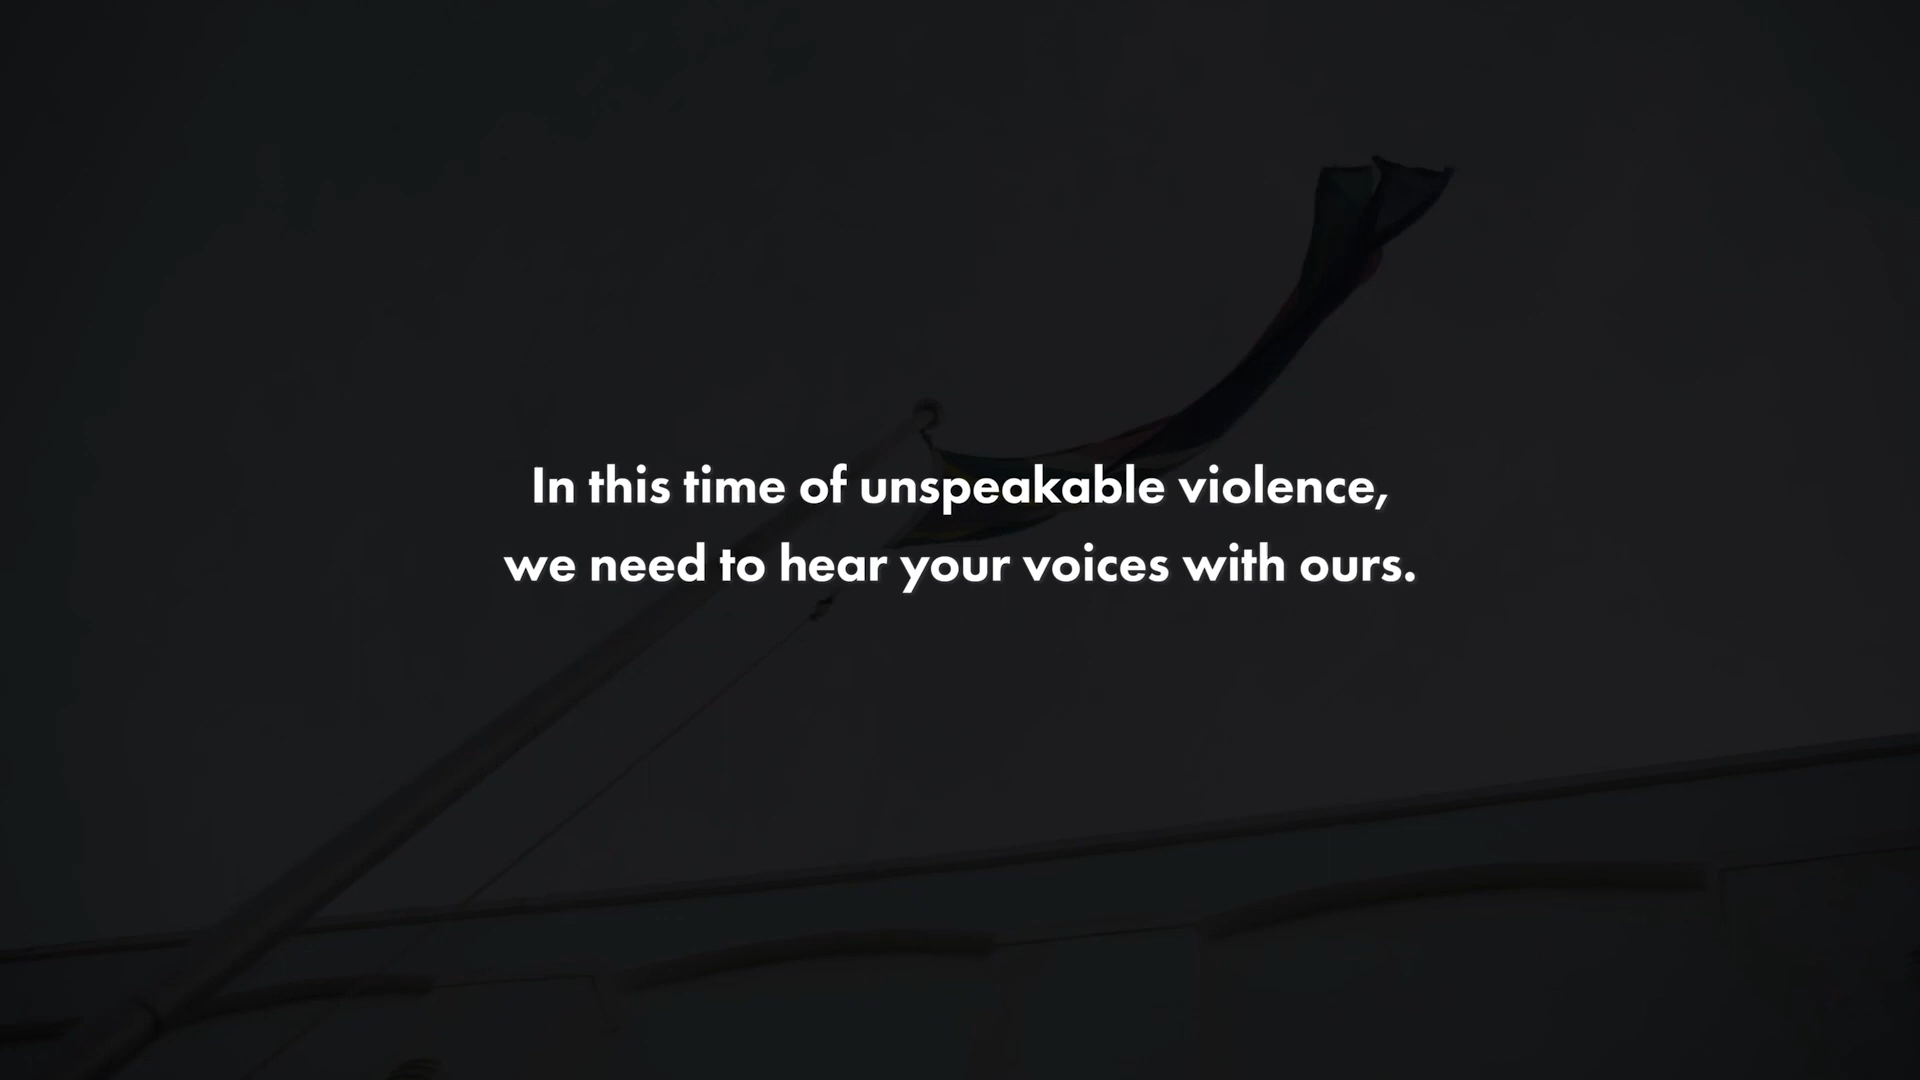 In this time of unspeakable violence,
we need to hear your voices with ours.